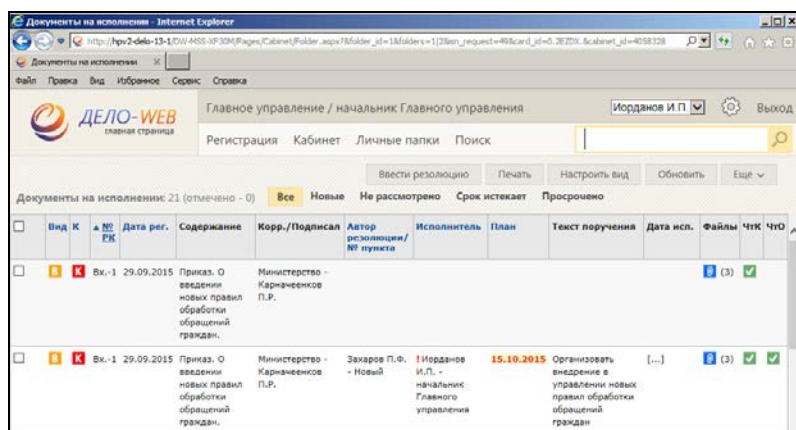 Документы на исполнении - Internet Explorer
Документы на исполнении
Файл Правка Вид Избранное Сервис Справка
ДЕЛО-WEB
главная страница
Главное управление / начальник Главного управления
Иорданов И.П
Выход
Регистрация Кабинет Личные папки Поиск
Ввести резолюцию Печать Настроить вид Обновить Еще
Документы на исполнении: 21 (отмечено - 0) Все Новые Не рассмотрено Срок истекает Просрочено
Вид К № РК Дата рег. Содержание Корр./Подписал Автор резолюции/ № пункта Исполнитель План Текст поручения Дата исп. Файлы ЧтК ЧтО
В К Вх.-1 29.09.2015 Приказ. О введении новых правил обработки обращений граждан. Министерство - Карначеенков П.Р. (3)
В К Вх.-1 29.09.2015 Приказ. О введении новых правил обработки обращений граждан. Министерство - Карначеенков П.Р. Захаров П.Ф. - Новый !Иорданов И.П. - начальник Главного управления 15.10.2015 Организовать внедрение в управлении новых правил обработки обращений граждан [...] (3)